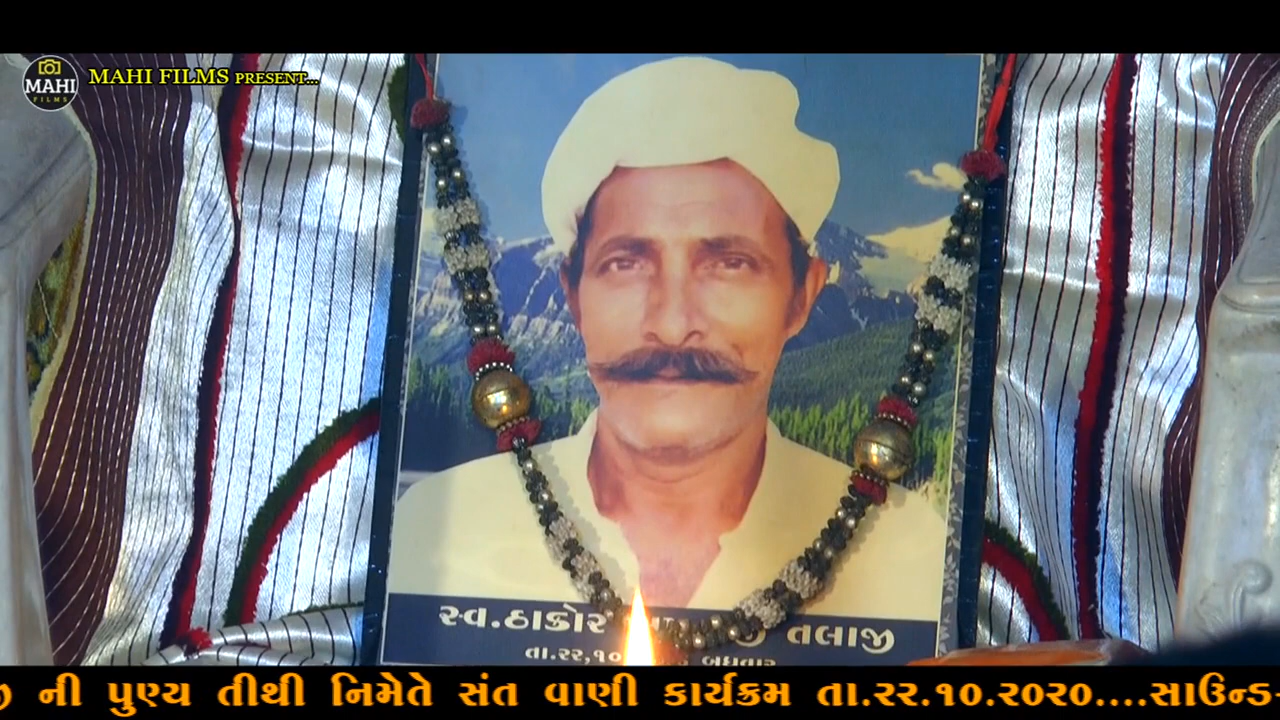 MAHI
FILMS
MAHI FILMS PRESENT...
સ્વ.ઠાકોર તલાજી
તા.૨૨,૧૦ બુધવાર
ની પુણ્ય તીથી નિમેતે સંત વાણી કાર્યક્રમ તા.૨૨.૧૦.૨૦૨૦....સાઉન્ડ